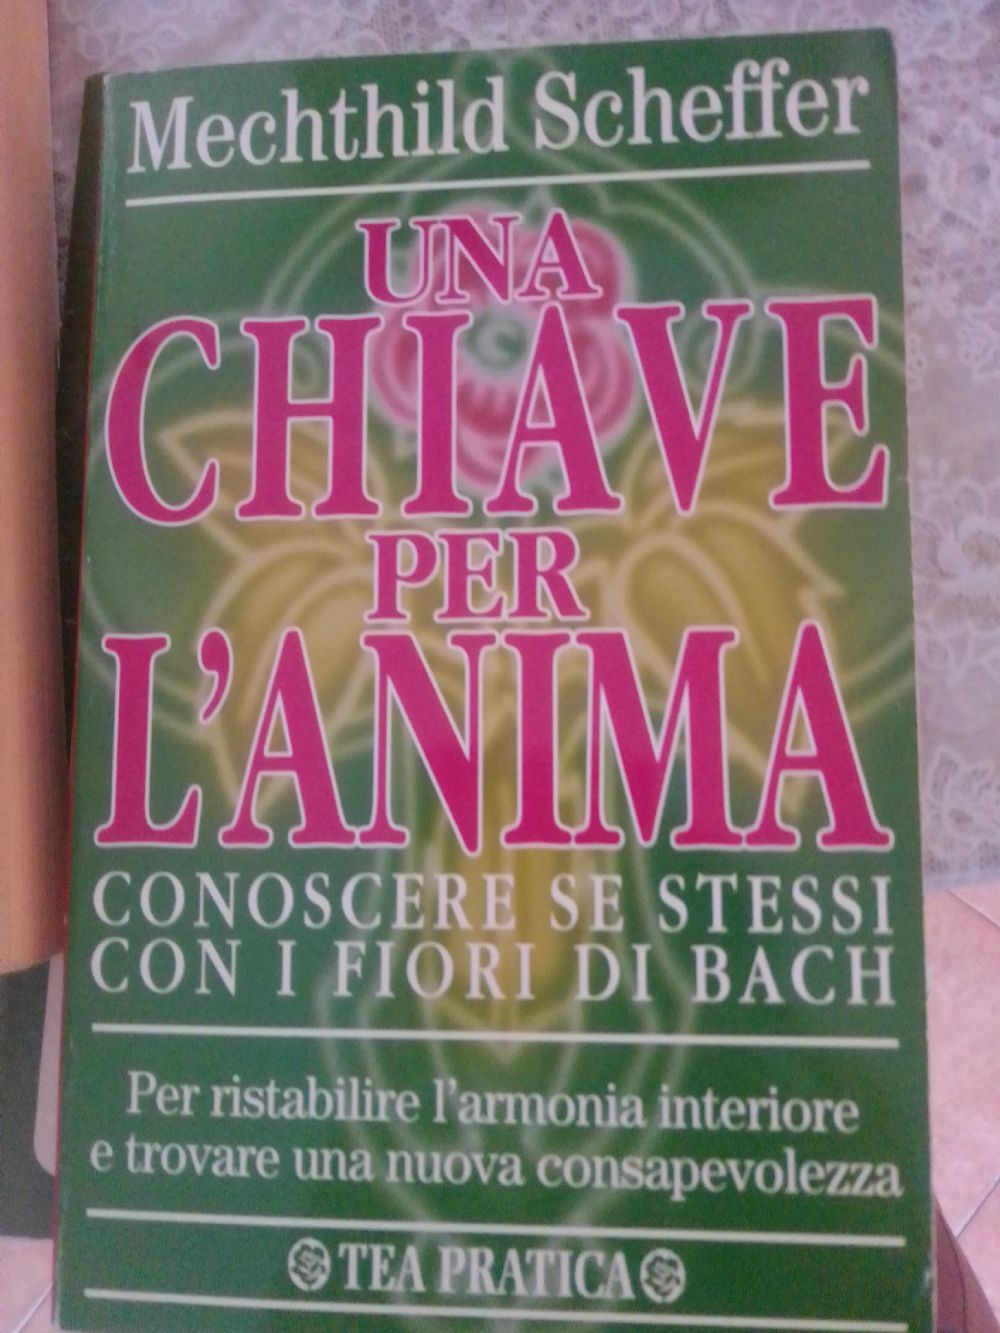 Mechthild Scheffer
UNA
CHIAVE
PER
L'ANIMA
CONOSCERE SE STESSI
CON I FIORI DI BACH
Per ristabilire l'armonia interiore
e trovare una nuova consapevolezza
TEA PRATICA